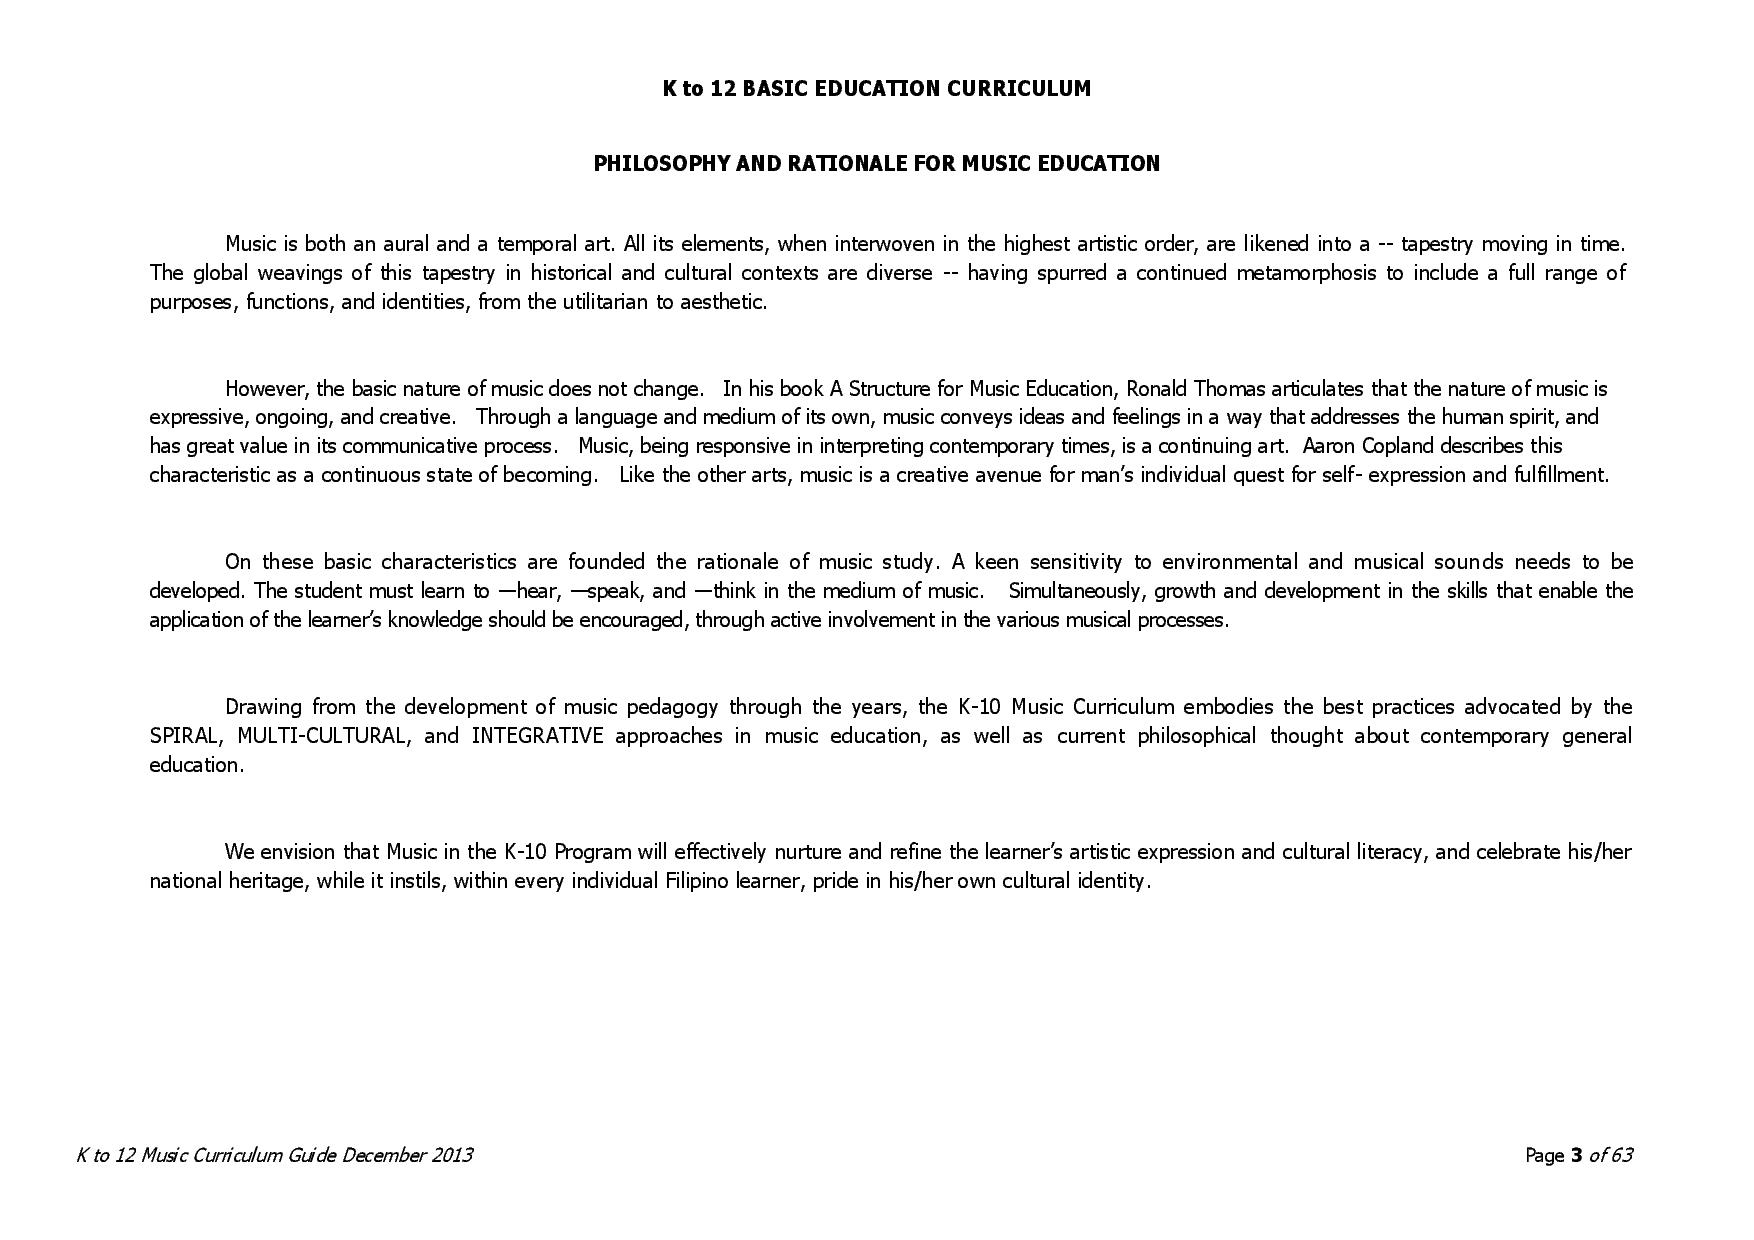 K to 12 BASIC EDUCATION CURRICULUM
PHILOSOPHY AND RATIONALE FOR MUSIC EDUCATION
Music is both an aural and a temporal art. All its elements, when interwoven in the highest artistic order, are likened into a -- tapestry moving in time.
The global weavings of this tapestry in historical and cultural contexts are diverse -- having spurred a continued metamorphosis to include a full range of
purposes, functions, and identities, from the utilitarian to aesthetic.
However, the basic nature of music does not change. In his book A Structure for Music Education, Ronald Thomas articulates that the nature of music is
expressive, ongoing, and creative. Through a language and medium of its own, music conveys ideas and feelings in a way that addresses the human spirit, and
has great value in its communicative process. Music, being responsive in interpreting contemporary times, is a continuing art. Aaron Copland describes this
characteristic as a continuous state of becoming. Like the other arts, music is a creative avenue for man’s individual quest for self- expression and fulfillment.
On these basic characteristics are founded the rationale of music study. A keen sensitivity to environmental and musical sounds needs to be
developed. The student must learn to —hear, —speak, and —think in the medium of music. Simultaneously, growth and development in the skills that enable the
application of the learner’s knowledge should be encouraged, through active involvement in the various musical processes.
Drawing from the development of music pedagogy through the years, the K-10 Music Curriculum embodies the best practices advocated by the
SPIRAL, MULTI-CULTURAL, and INTEGRATIVE approaches in music education, as well as current philosophical thought about contemporary general
education.
We envision that Music in the K-10 Program will effectively nurture and refine the learner’s artistic expression and cultural literacy, and celebrate his/her
national heritage, while it instils, within every individual Filipino learner, pride in his/her own cultural identity.
K to 12 Music Curriculum Guide December 2013 Page 3 of 63